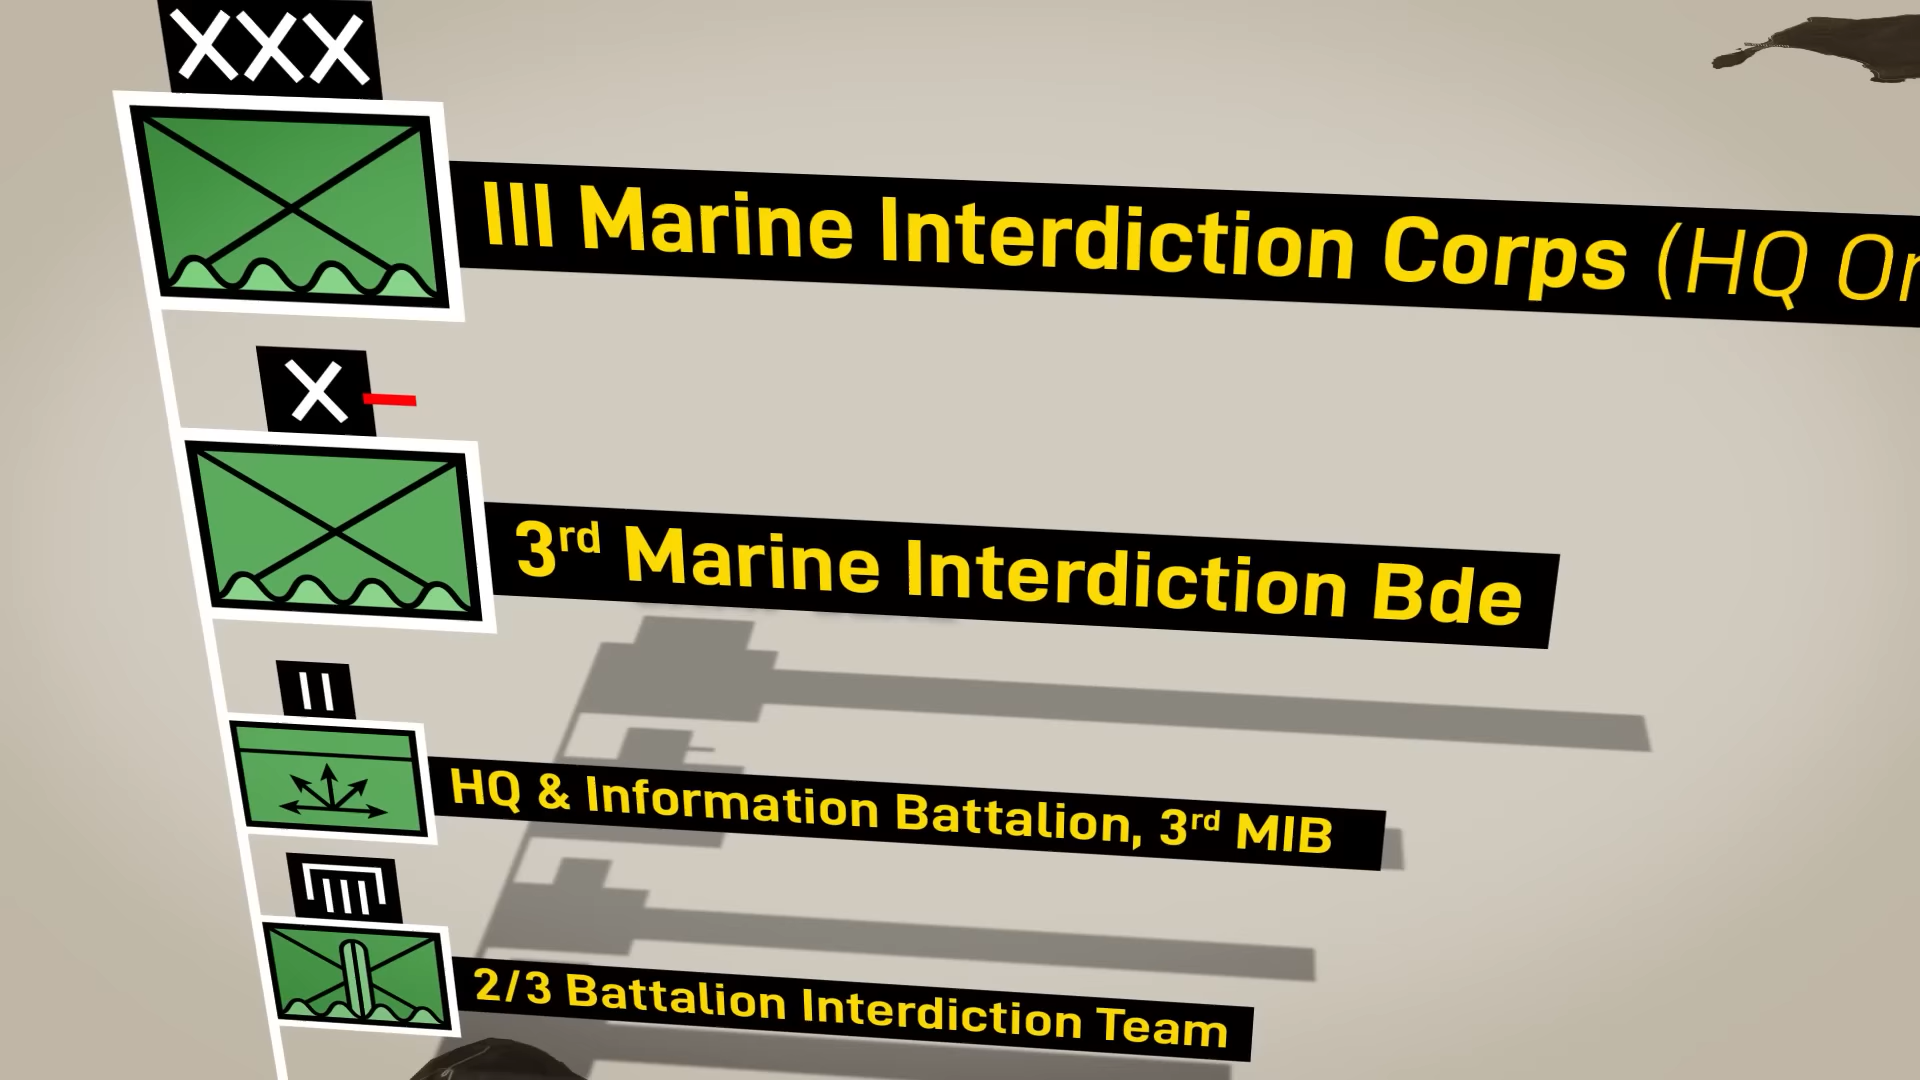 XXX
III Marine Interdiction Corps (HQ
X
3rd Marine Interdiction Bde
II
HQ & Information Battalion, 3rd MIB
2/3 Battalion Interdiction Team